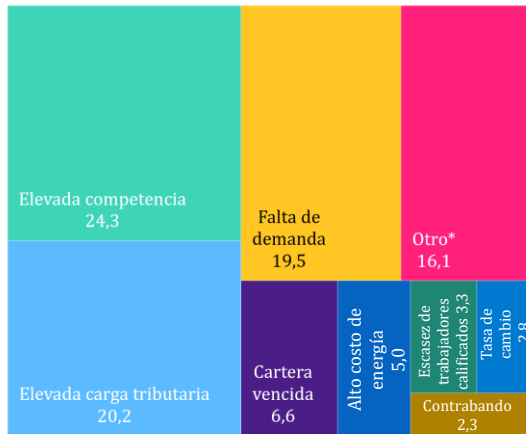 Elevada competencia
24,3
Elevada carga tributaria
20,2
Falta de
demanda
19,5
Otro*
16,1
Cartera
vencida
6,6
Alto costo de
energía
5,0
Escasez de
trabajadores
calificados 3,3
Tasa de
cambio
2,8
Contrabando
2,3